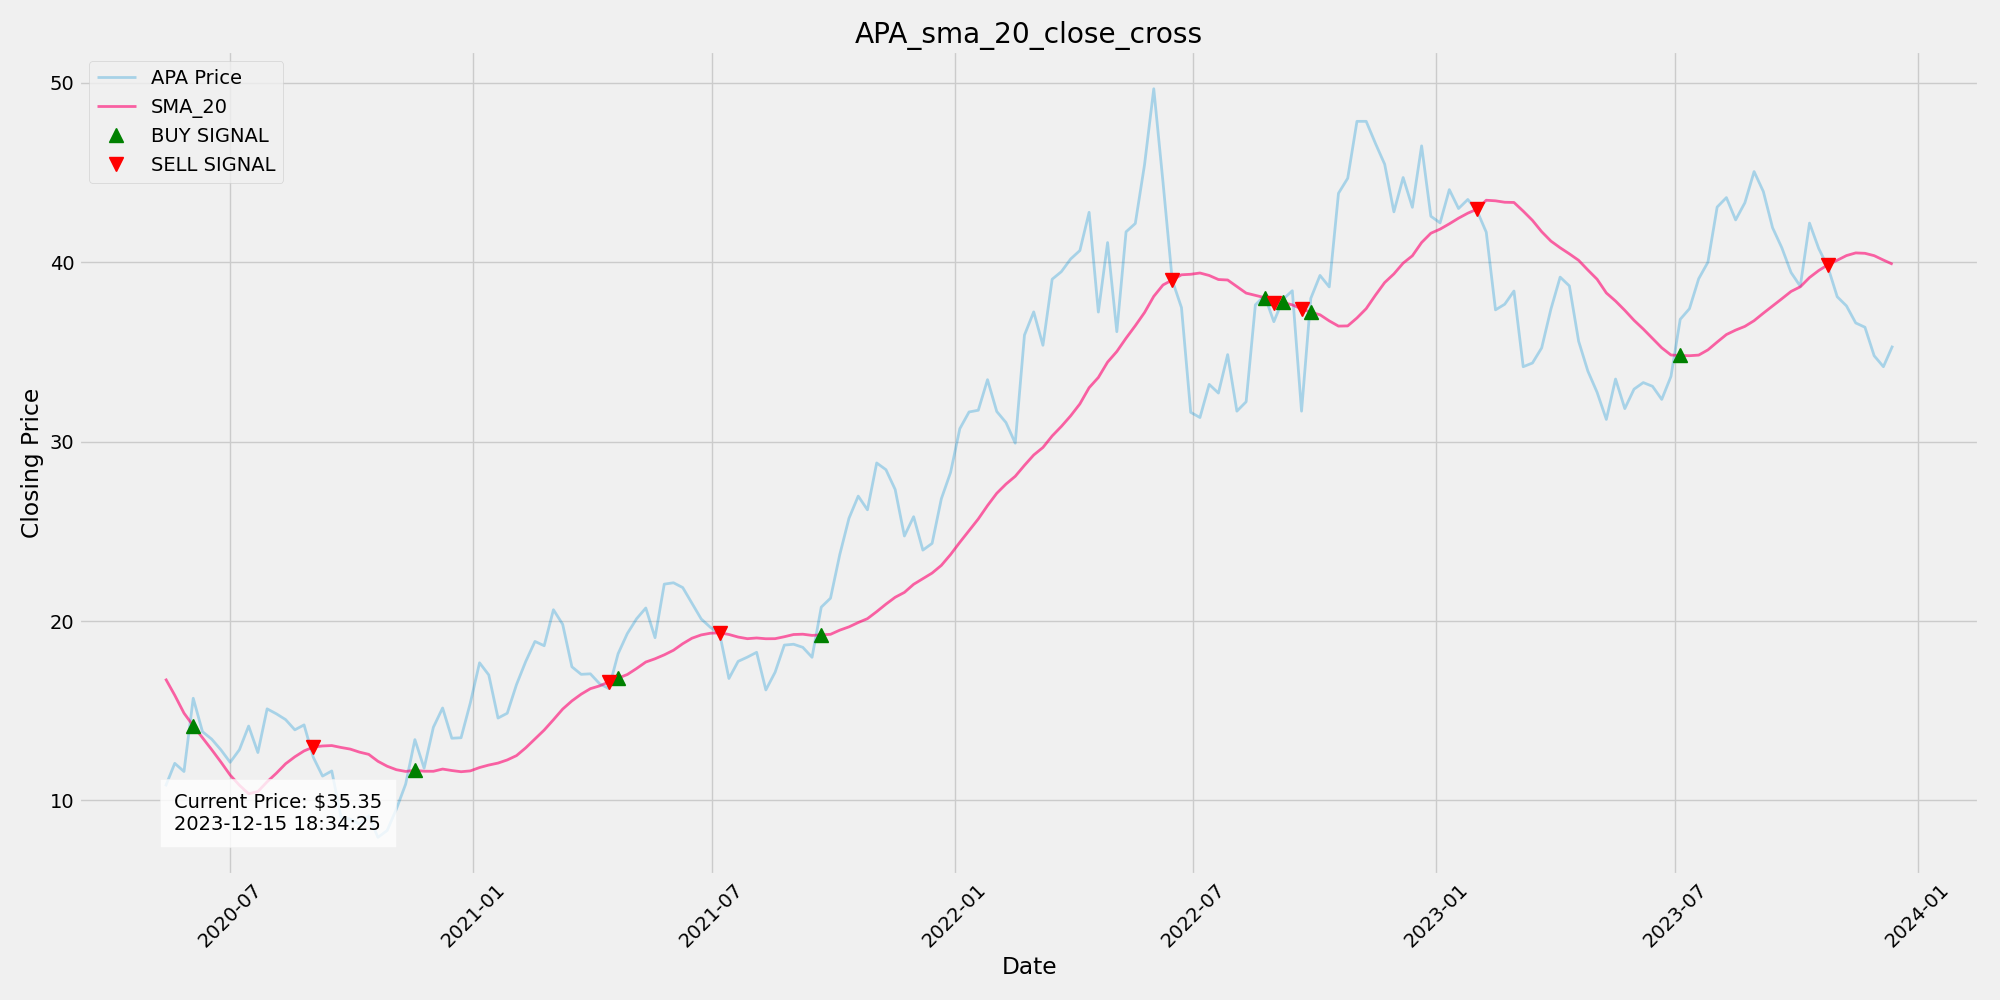 APA_sma_20_close_cross
APA Price
SMA_20
BUY SIGNAL
SELL SIGNAL
50
40
30
20
10
Closing Price
Current Price: $35.35
2023-12-15 18:34:25
2020-07
2021-01
2021-07
2022-01
2022-07
2023-01
2023-07
2024-01
Date